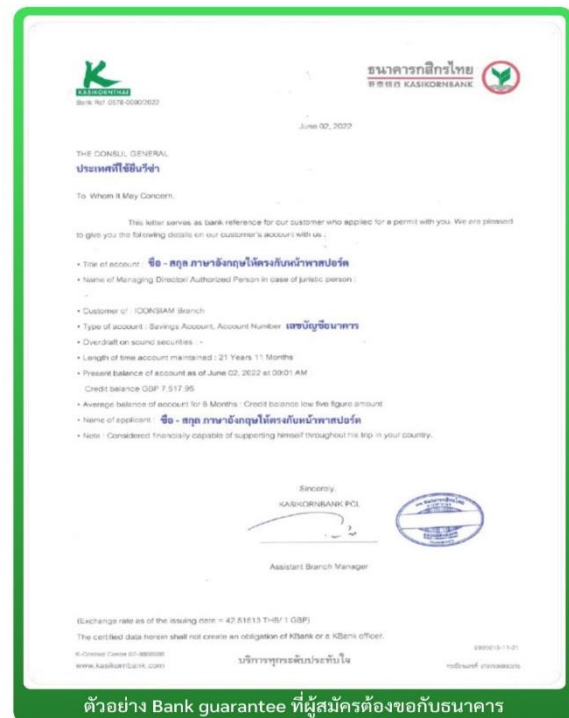 KASIKORNTHAI
ธนาคารกสิกรไทย
KASIKORNBANK
June 02, 2022
THE CONSUL GENERAL
ประเทศที่ใช้ยื่นวีซ่า
To Whom It May Concern,
This letter serves as bank reference for our customer who applied for a permit with you. We are pleased
to give you the following details on our customer's account with us :
• Title of account : ชื่อ - สกุล ภาษาอังกฤษให้ตรงกับหน้าพาสปอร์ต
• Name of Managing Director/ Authorized Person in case of juristic person :
-
• Customer of : ICONSIAM Branch
• Type of account : Savings Account, Account Number เลขบัญชีธนาคาร
• Overdraft on sound securities : -
• Length of time account maintained : 21 Years 11 Months
• Present balance of account as of June 02, 2022 at 09:01 AM
Credit balance GBP 7,517.95
• Average balance of account for 6 Months : Credit balance low five figure amount
• Name of applicant : ชื่อ - สกุล ภาษาอังกฤษให้ตรงกับหน้าพาสปอร์ต
• Note : Considered financially capable of supporting himself throughout his trip in your country.
Sincerely,
KASIKORNBANK PCL
Assistant Branch Manager
(Exchange rate as of the issuing date = 42.51613 THB/ 1 GBP)
The certified data herein shall not create an obligation of KBank or a KBank officer.
www.kasikornbank.com
บริการทุกระดับประทับใจ
ตัวอย่าง Bank guarantee ที่ผู้สมัครต้องขอกับธนาคาร